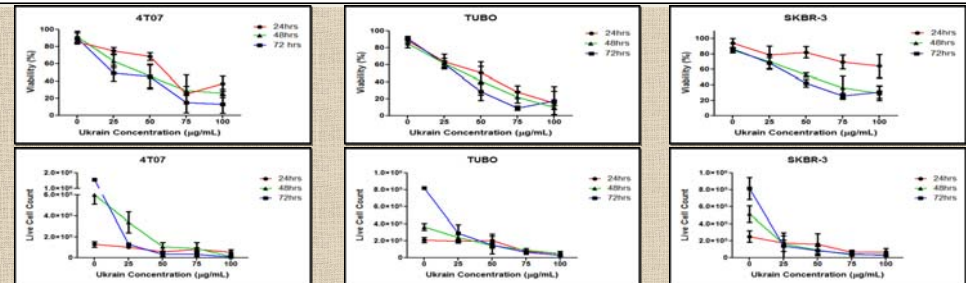 4T07
TUBO
SKBR-3
24hrs
48hrs
72 hrs
24hrs
48hrs
72hrs
24hrs
48hrs
72hrs
Viability (%)
100
80
60
40
20
0
Viability (%)
100
80
60
40
20
0
Viability (%)
100
80
60
40
20
0
0 25 50 75 100
0 25 50 75 100
0 25 50 75 100
Ukrain Concentration (µg/mL)
Ukrain Concentration (µg/mL)
Ukrain Concentration (µg/mL)
4T07
TUBO
SKBR-3
24hrs
48hrs
72hrs
24hrs
48hrs
72hrs
24hrs
48hrs
72hrs
Live Cell Count
Live Cell Count
Live Cell Count
0 25 50 75 100
0 25 50 75 100
0 25 50 75 100
Ukrain Concentration (µg/mL)
Ukrain Concentration (µg/mL)
Ukrain Concentration (µg/mL)